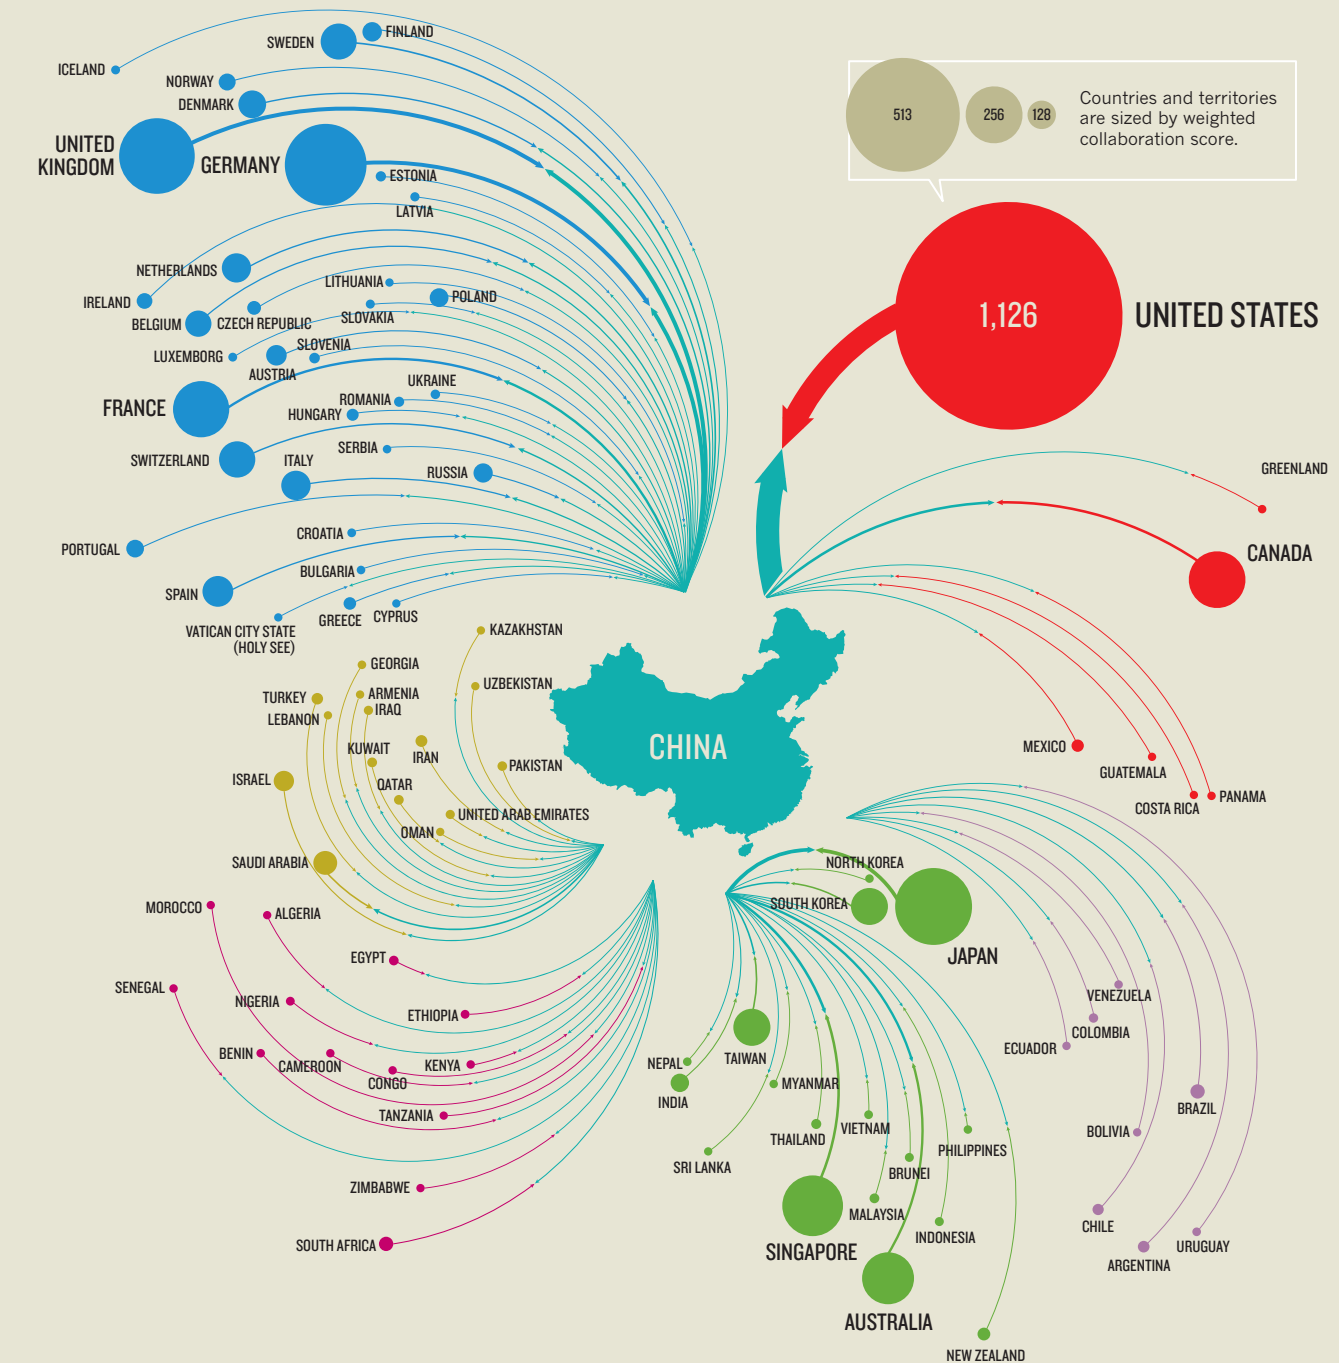 FINLAND
SWEDEN
ICELAND
NORWAY
DENMARK
UNITED
KINGDOM
GERMANY
ESTONIA
LATVIA
513
256
128
Countries and territories
are sized by weighted
collaboration score.
1,126
UNITED STATES
NETHERLANDS
IRELAND
BELGIUM
CZECH REPUBLIC
LITHUANIA
POLAND
SLOVAKIA
LUXEMBORG
SLOVENIA
AUSTRIA
FRANCE
UKRAINE
ROMANIA
HUNGARY
SWITZERLAND
ITALY
SERBIA
RUSSIA
PORTUGAL
CROATIA
SPAIN
BULGARIA
GREECE
CYPRUS
VATICAN CITY STATE
(HOLY SEE)
GREENLAND
CANADA
MEXICO
GUATEMALA
COSTA RICA
PANAMA
KAZAKHSTAN
GEORGIA
UZBEKISTAN
TURKEY
ARMENIA
LEBANON
IRAQ
KUWAIT
IRAN
PAKISTAN
ISRAEL
QATAR
UNITED ARAB EMIRATES
OMAN
SAUDI ARABIA
CHINA
NORTH KOREA
SOUTH KOREA
JAPAN
MOROCCO
ALGERIA
EGYPT
SENEGAL
NIGERIA
ETHIOPIA
BENIN
CAMEROON
CONGO
KENYA
TANZANIA
ZIMBABWE
SOUTH AFRICA
NEPAL
INDIA
TAIWAN
MYANMAR
THAILAND
VIETNAM
SRI LANKA
SINGAPORE
MALAYSIA
BRUNEI
PHILIPPINES
INDONESIA
AUSTRALIA
NEW ZEALAND
VENEZUELA
COLOMBIA
ECUADOR
BRAZIL
BOLIVIA
CHILE
ARGENTINA
URUGUAY